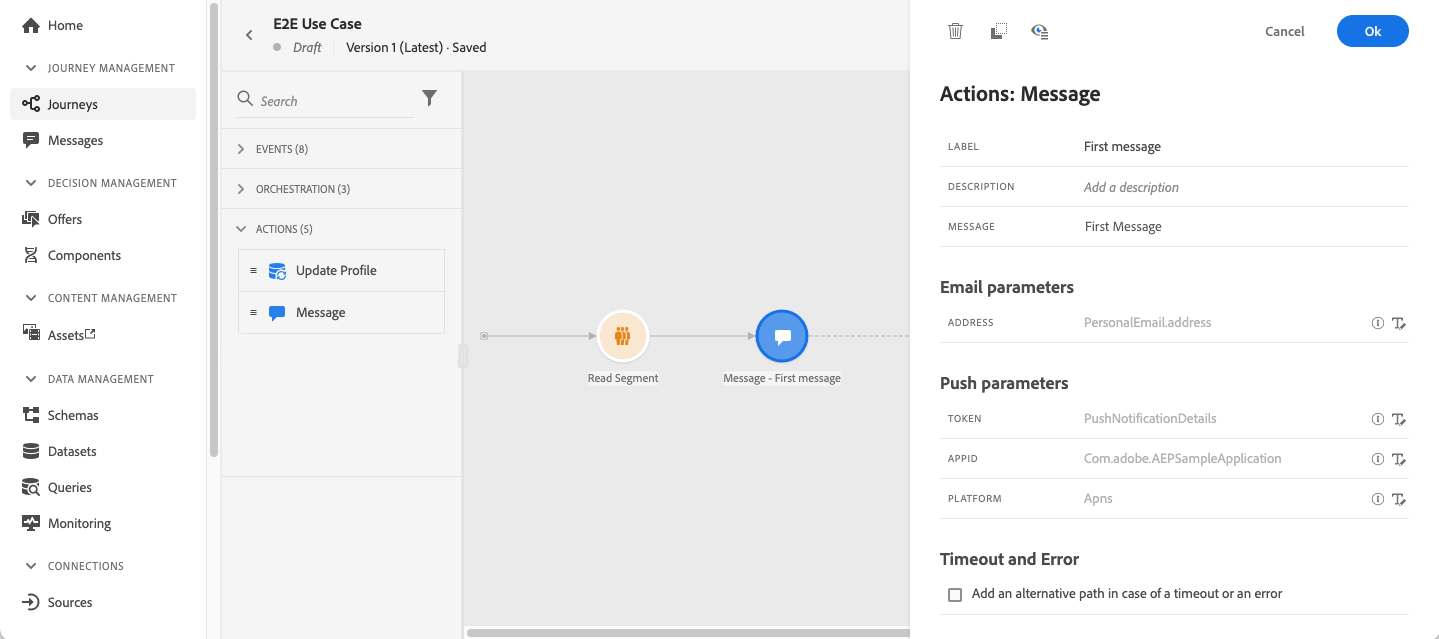 Home
JOURNEY MANAGEMENT
Journeys
Messages
DECISION MANAGEMENT
Offers
Components
CONTENT MANAGEMENT
Assets
DATA MANAGEMENT
Schemas
Datasets
Queries
Monitoring
CONNECTIONS
Sources
E2E Use Case
Draft Version 1 (Latest) · Saved
Search
EVENTS (8)
ORCHESTRATION (3)
ACTIONS (5)
Update Profile
Message
Read Segment
Message - First message
Cancel Ok
Actions: Message
LABEL First message
DESCRIPTION Add a description
MESSAGE First Message
Email parameters
ADDRESS PersonalEmail.address
Push parameters
TOKEN PushNotificationDetails
APPID Com.adobe.AEPSampleApplication
PLATFORM Apns
Timeout and Error
Add an alternative path in case of a timeout or an error